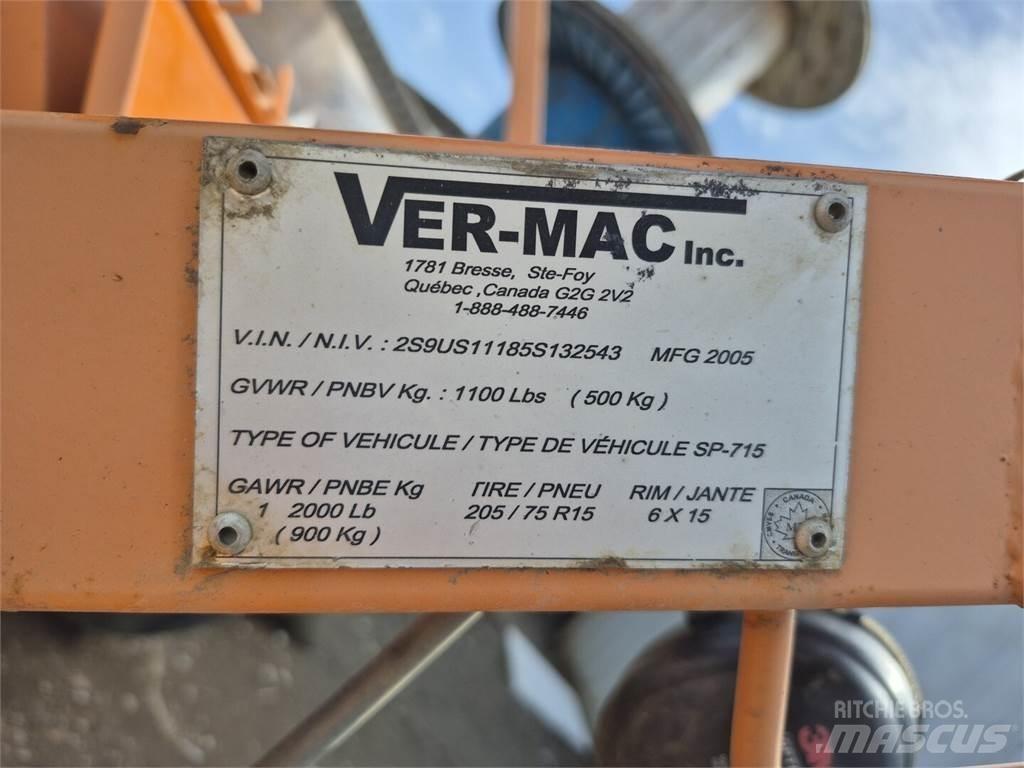 VER-MAC Inc.
1781 Bresse, Ste-Foy
Québec ,Canada G2G 2V2
1-888-488-7446
V.I.N. / N.I.V. : 2S9US11185S132543 MFG 2005
GVWR / PNBV Kg. : 1100 Lbs ( 500 Kg )
TYPE OF VEHICULE / TYPE DE VÉHICULE SP-715
GAWR / PNBE Kg TIRE / PNEU RIM / JANTE
1 2000 Lb 205 / 75 R15 6 X 15
( 900 Kg )
CANADA
RITCHIE BROS.
MASCUS